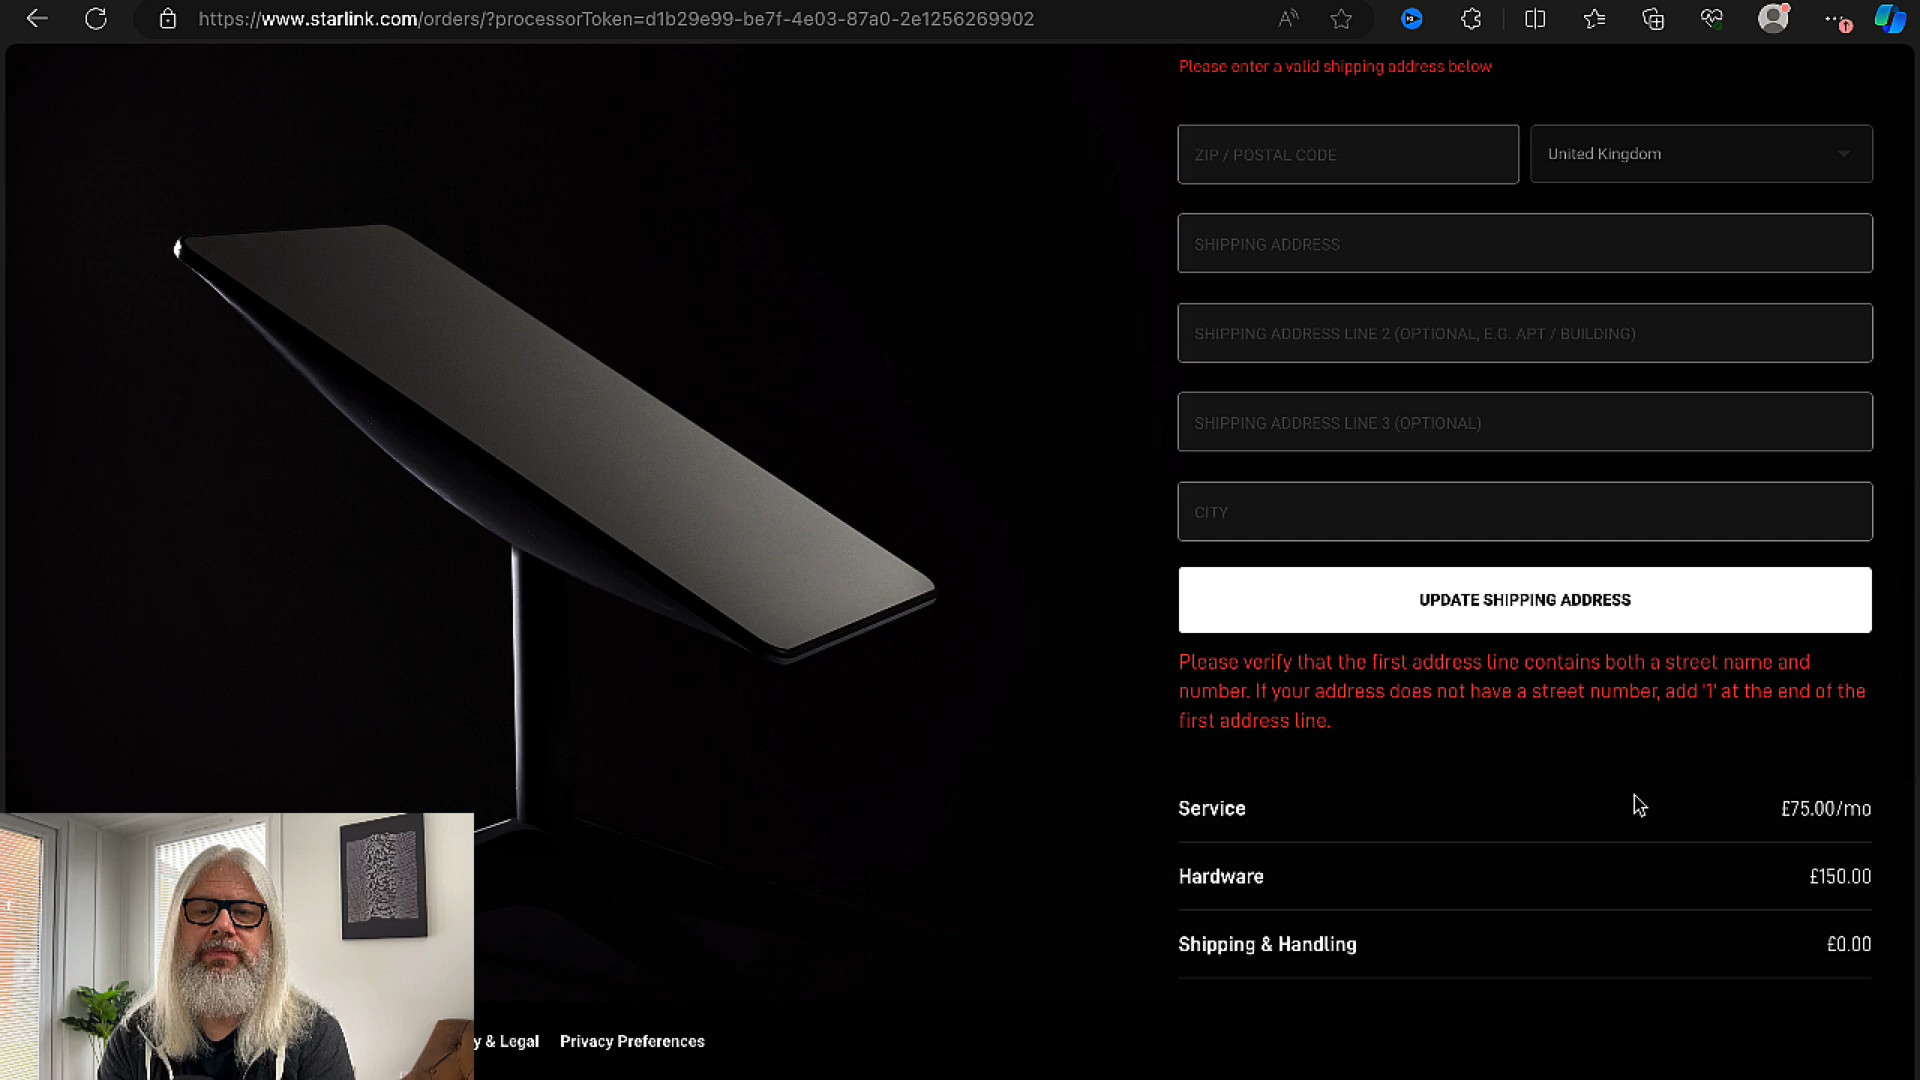 https://www.starlink.com/orders/?processorToken=d1b29e99-be7f-4e03-87a0-2e1256269902
Please enter a valid shipping address below
ZIP / POSTAL CODE
United Kingdom
SHIPPING ADDRESS
SHIPPING ADDRESS LINE 2 (OPTIONAL, E.G. APT / BUILDING)
SHIPPING ADDRESS LINE 3 (OPTIONAL)
CITY
UPDATE SHIPPING ADDRESS
Please verify that the first address line contains both a street name and
number. If your address does not have a street number, add '1' at the end of the
first address line.
Service £75.00/mo
Hardware £150.00
Shipping & Handling £0.00
y & Legal Privacy Preferences